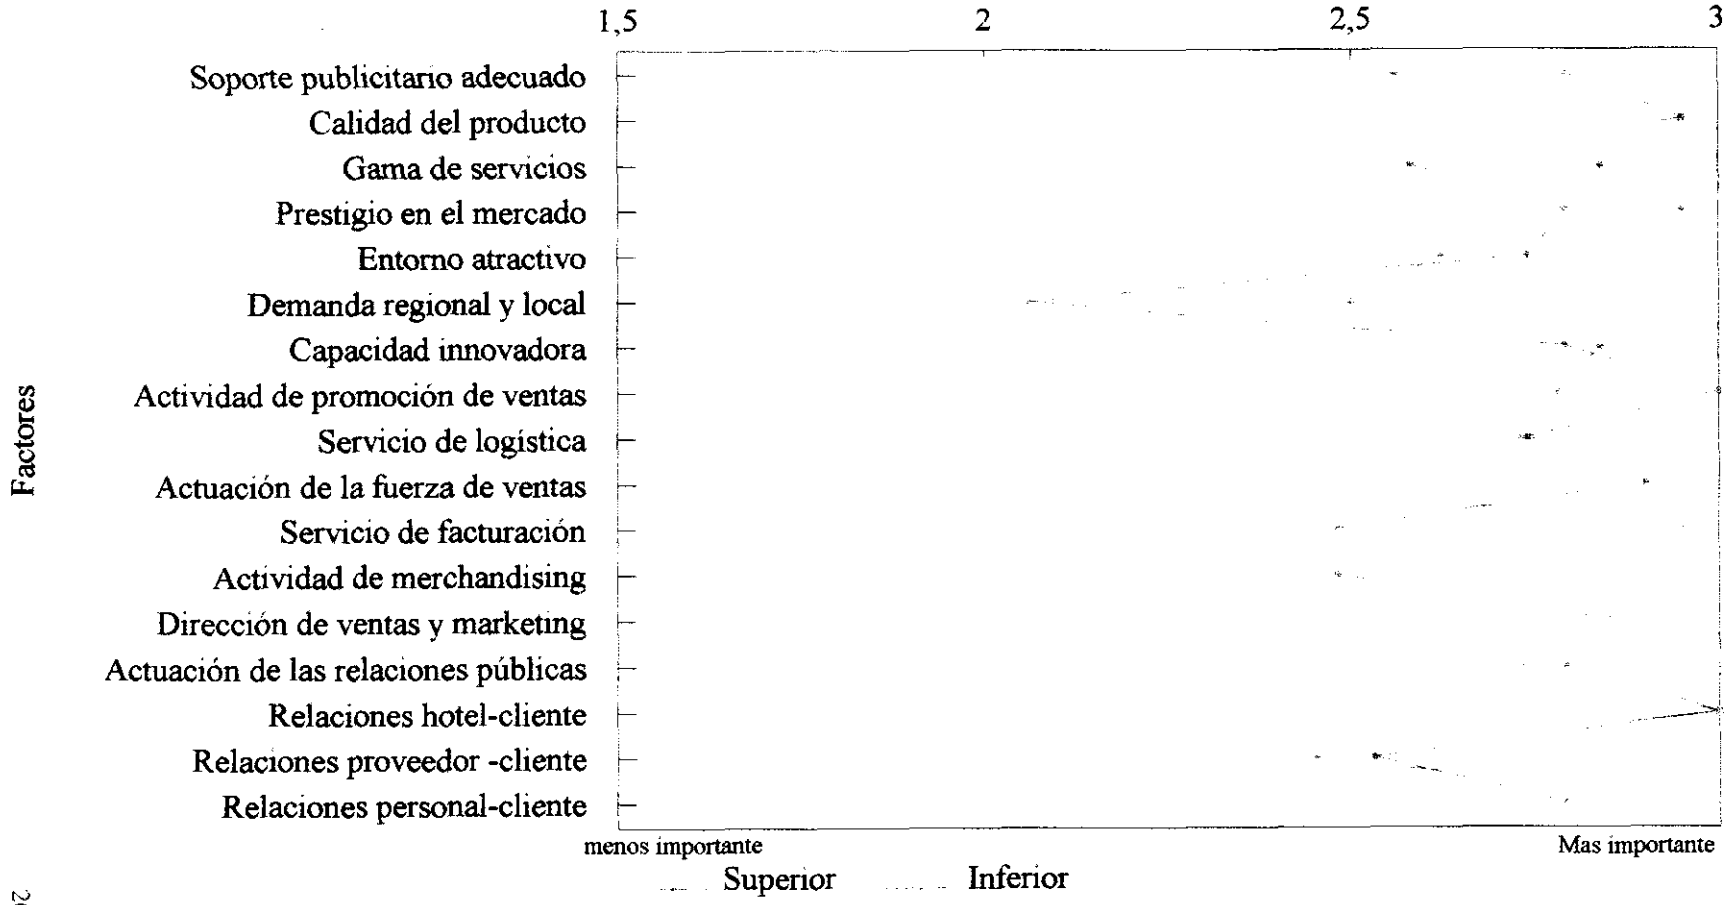 1,5 2 2,5 3
Soporte publicitario adecuado
Calidad del producto
Gama de servicios
Prestigio en el mercado
Entorno atractivo
Demanda regional y local
Capacidad innovadora
Actividad de promoción de ventas
Servicio de logística
Actuación de la fuerza de ventas
Servicio de facturación
Actividad de merchandising
Dirección de ventas y marketing
Actuación de las relaciones públicas
Relaciones hotel-cliente
Relaciones proveedor -cliente
Relaciones personal-cliente
Factores
menos importante Mas importante
Superior Inferior